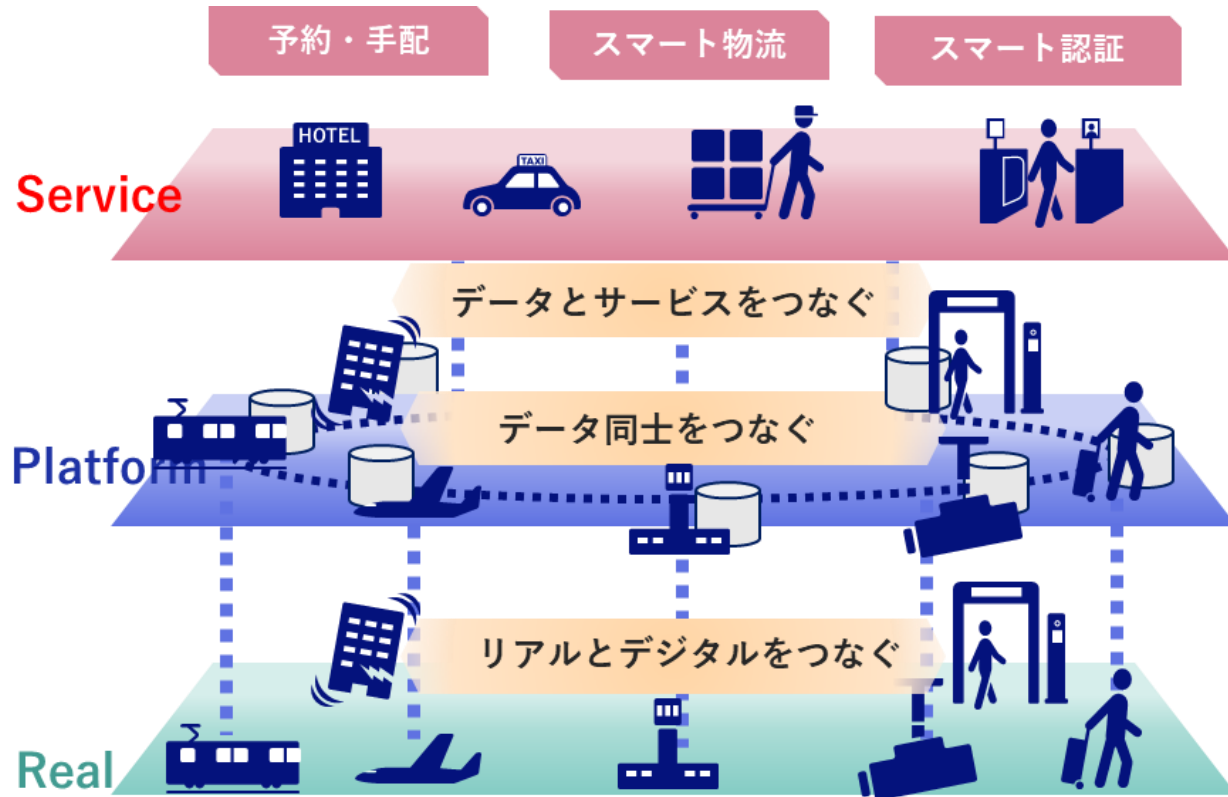 予約・手配
スマート物流
スマート認証
HOTEL
TAXI
Service
データとサービスをつなぐ
データ同士をつなぐ
Platform
リアルとデジタルをつなぐ
Real